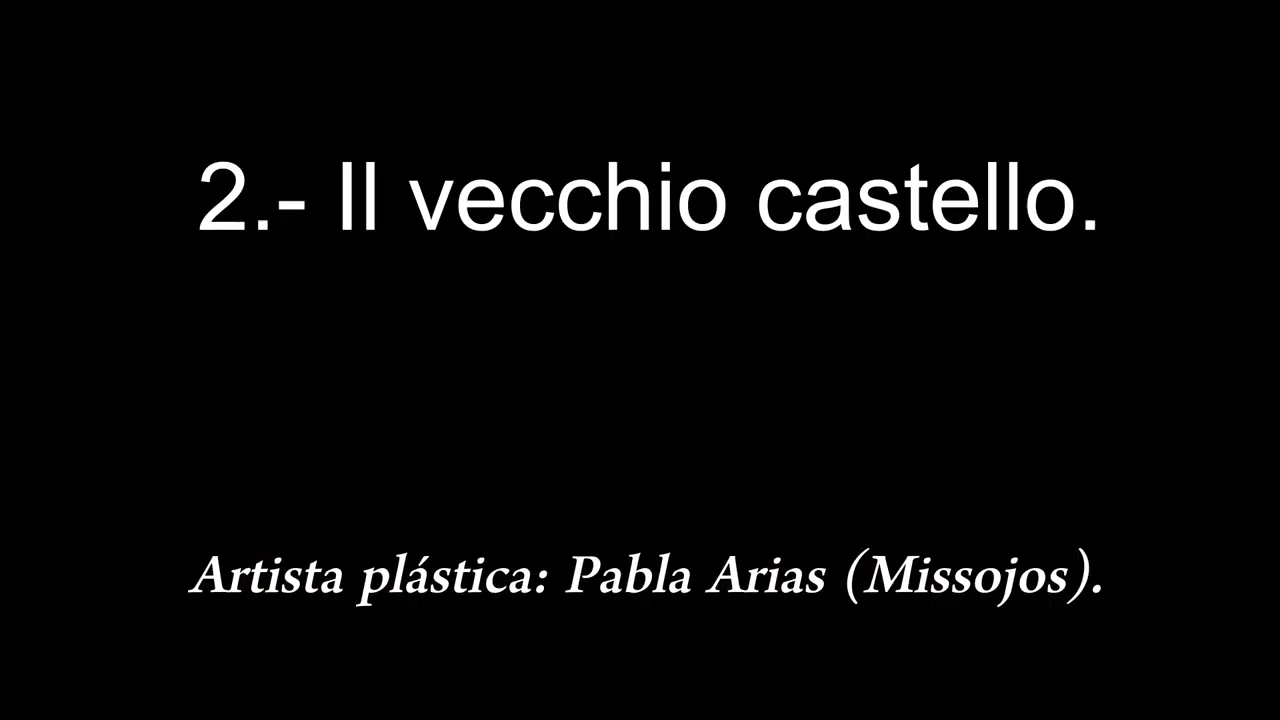 2.- Il vecchio castello.
Artista plástica: Pabla Arias (Missojos).